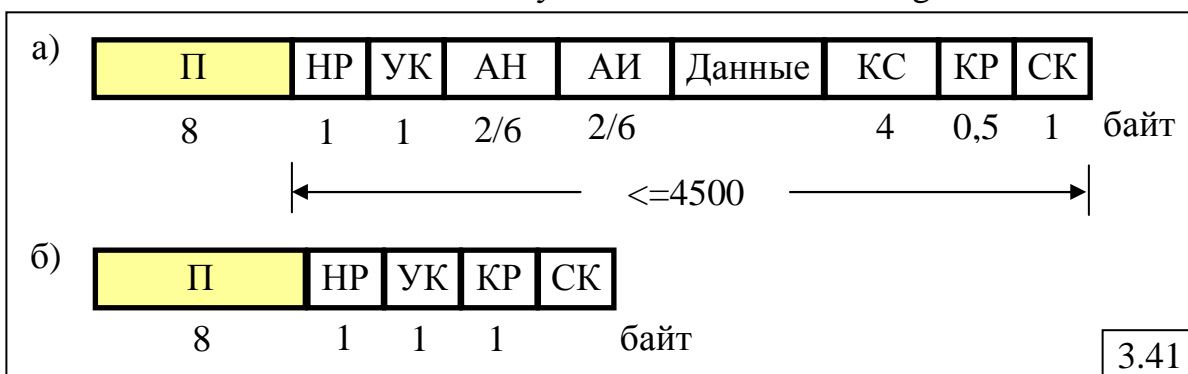 а) П НР УК АН АИ Данные КС КР СК
8 1 1 2/6 2/6 4 0,5 1 байт
<=4500
б) П НР УК КР СК
8 1 1 1 байт
3.41